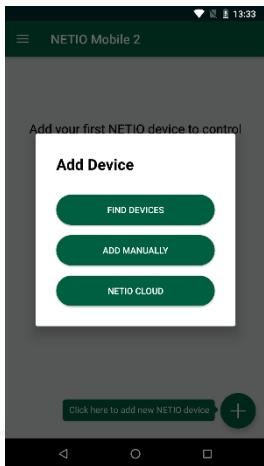 13:33
NETIO Mobile 2
Add your first NETIO device to control
Add Device
FIND DEVICES
ADD MANUALLY
NETIO CLOUD
Click here to add new NETIO device